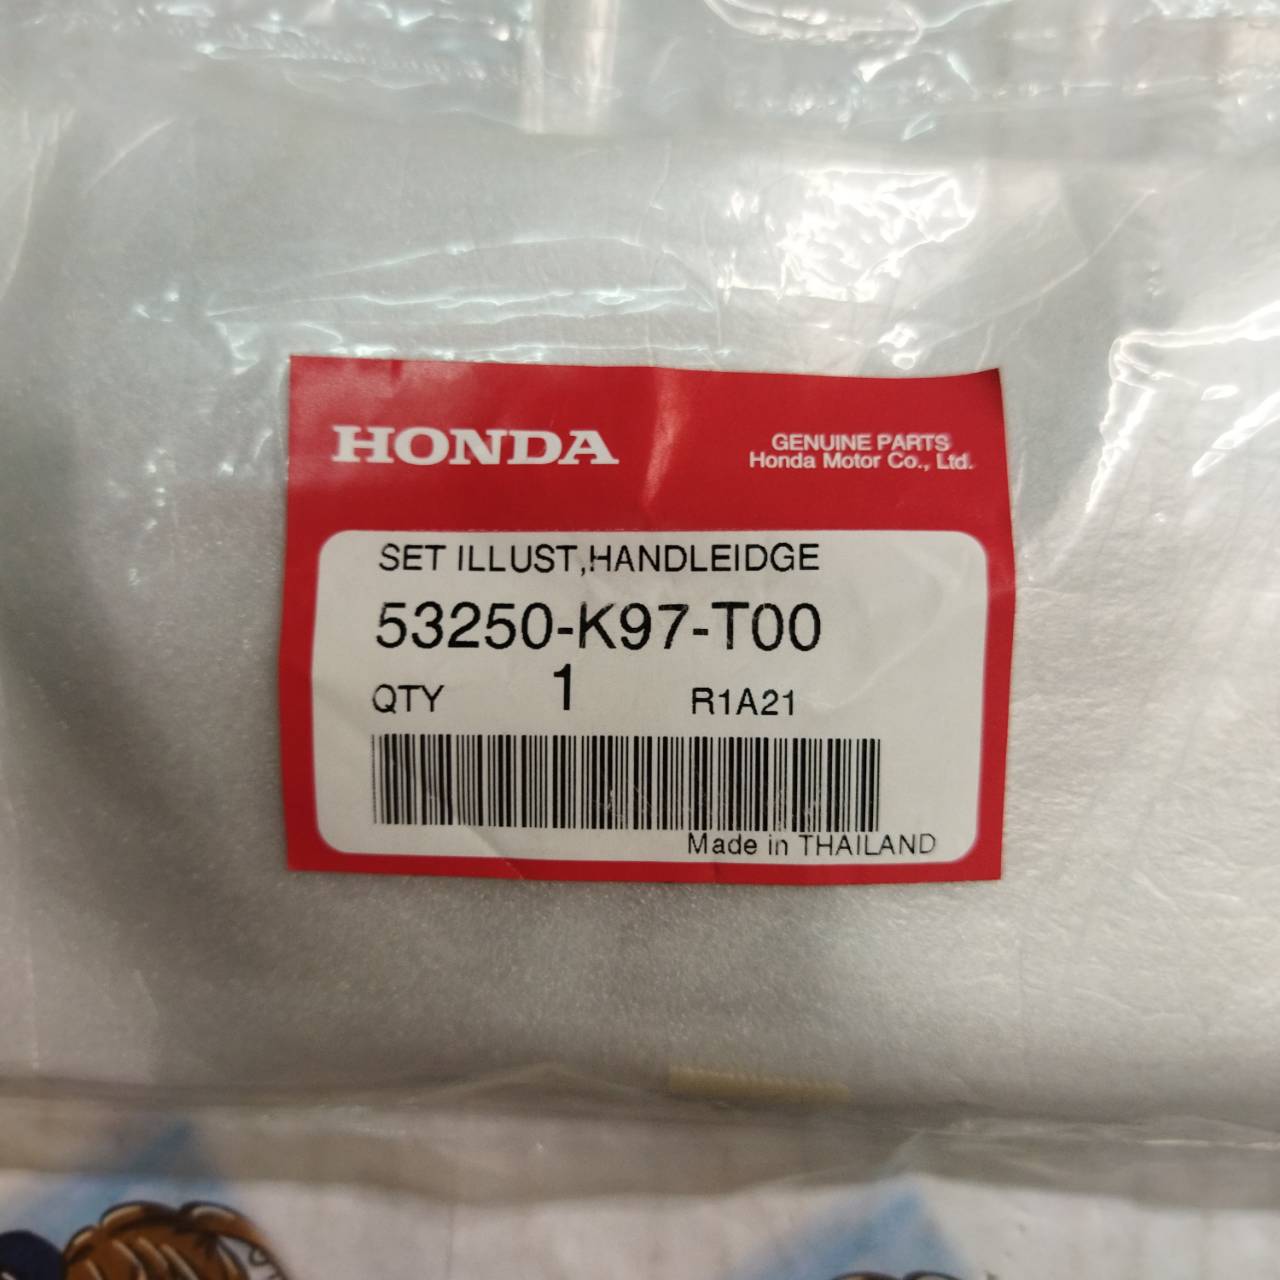 HONDA
GENUINE PARTS
Honda Motor Co., Ltd.
SET ILLUST,HANDLEIDGE
53250-K97-T00
QTY 1 R1A21
Made in THAILAND